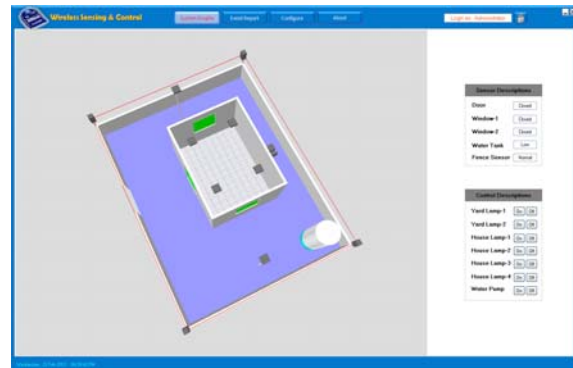 Wireless Sensing & Control
System Display
Event Report
Configure
About
Sensor Descriptions
Door Closed
Window-1 Closed
Window-2 Closed
Water Tank Low
Fence Sensor Normal
Control Descriptions
Yard Lamp-1 On Off
Yard Lamp-2 On Off
House Lamp-1 On Off
House Lamp-2 On Off
House Lamp-3 On Off
House Lamp-4 On Off
Water Pump On Off